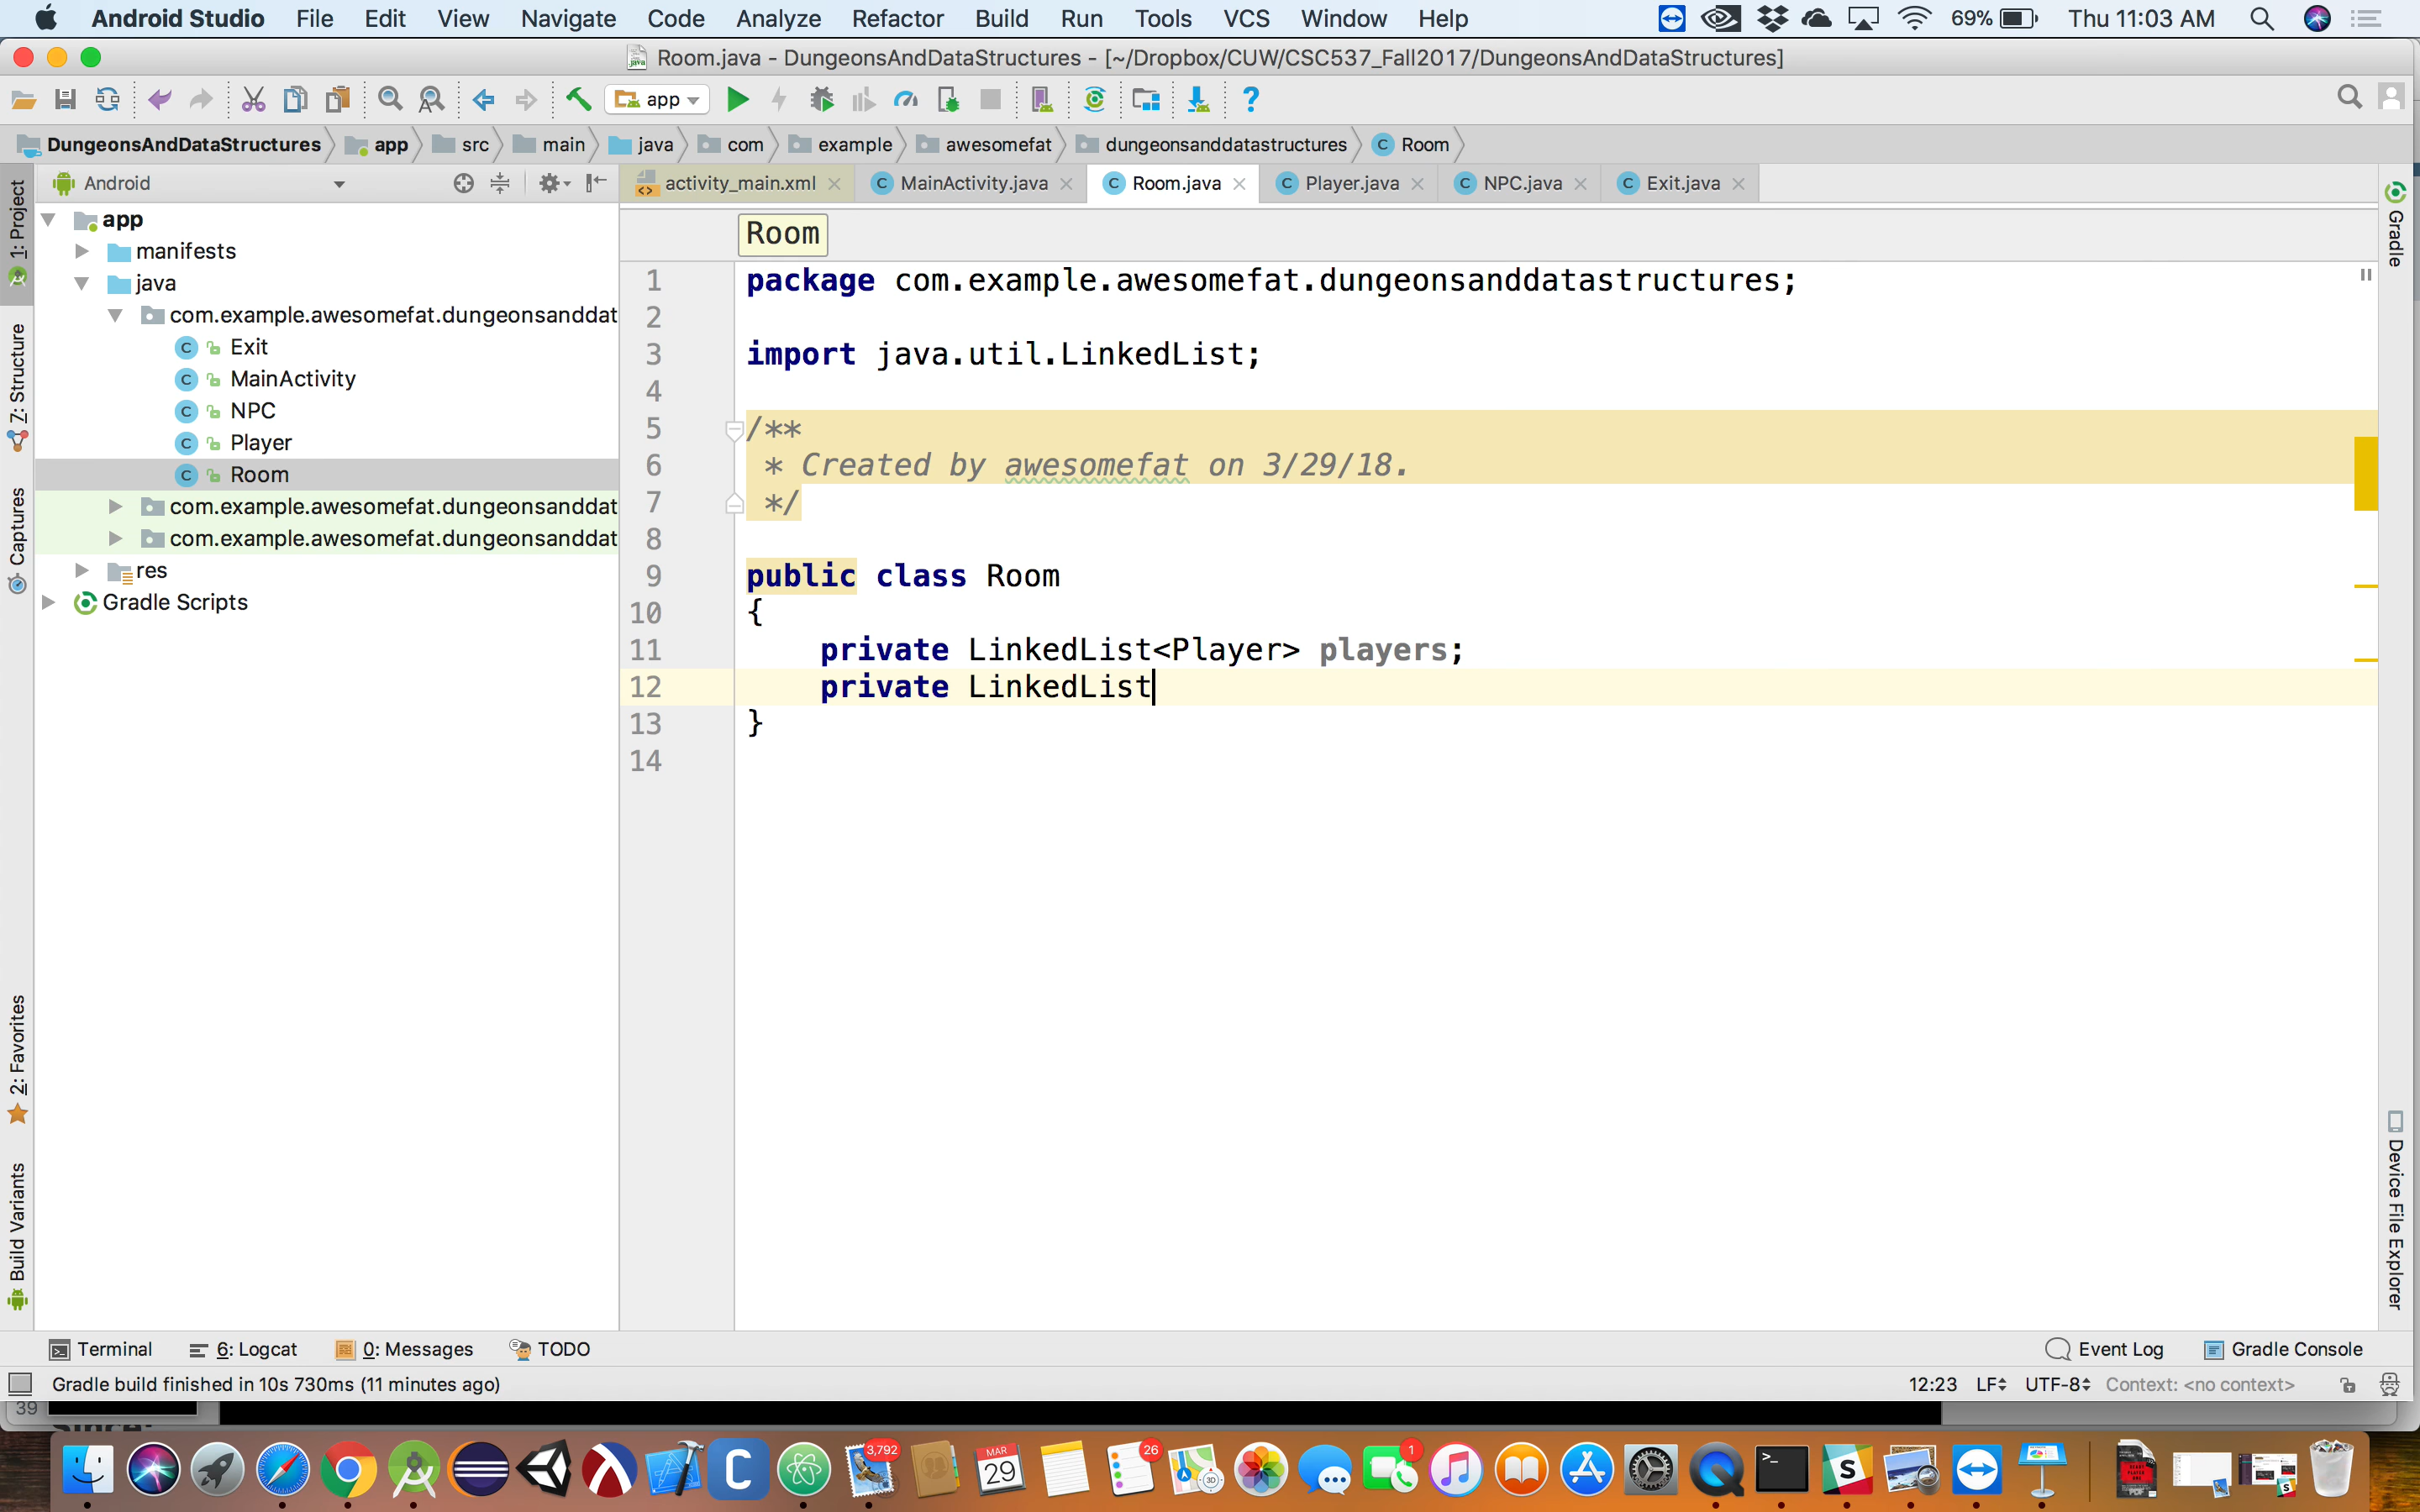 Android Studio File Edit View Navigate Code Analyze Refactor Build Run Tools VCS Window Help 69% Thu 11:03 AM
Room.java - DungeonsAndDataStructures - [~/Dropbox/CUW/CSC537_Fall2017/DungeonsAndDataStructures]
app
DungeonsAndDataStructures app src main java com example awesomefat dungeonsanddatastructures Room
Android
activity_main.xml MainActivity.java Room.java Player.java NPC.java Exit.java
1: Project
Z: Structure
Captures
2: Favorites
Build Variants
app
manifests
java
com.example.awesomefat.dungeonsanddat
Exit
MainActivity
NPC
Player
Room
com.example.awesomefat.dungeonsanddat
com.example.awesomefat.dungeonsanddat
res
Gradle Scripts
Room
1 package com.example.awesomefat.dungeonsanddatastructures;
2
3 import java.util.LinkedList;
4
5 /**
6 * Created by awesomefat on 3/29/18.
7 */
8
9 public class Room
10 {
11 private LinkedList<Player> players;
12 private LinkedList
13 }
14
Gradle
Device File Explorer
Terminal 6: Logcat 0: Messages TODO Event Log Gradle Console
Gradle build finished in 10s 730ms (11 minutes ago) 12:23 LF UTF-8 Context: <no context>
39
3,792
MAR
29
26
3D
1